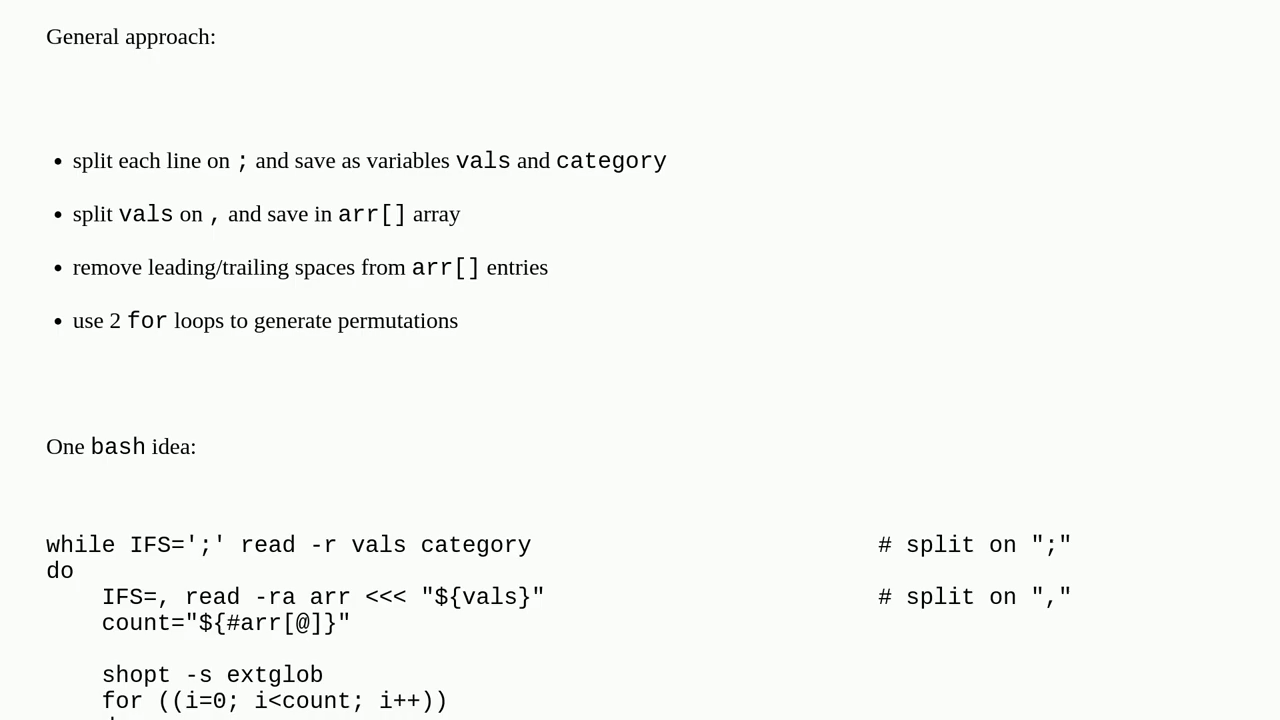 General approach:
• split each line on ; and save as variables vals and category
• split vals on , and save in arr[] array
• remove leading/trailing spaces from arr[] entries
• use 2 for loops to generate permutations
One bash idea:
while IFS=';' read -r vals category                         # split on ";"
do
    IFS=, read -ra arr <<< "${vals}"                        # split on ","
    count="${#arr[@]}"
    shopt -s extglob
    for ((i=0; i<count; i++))